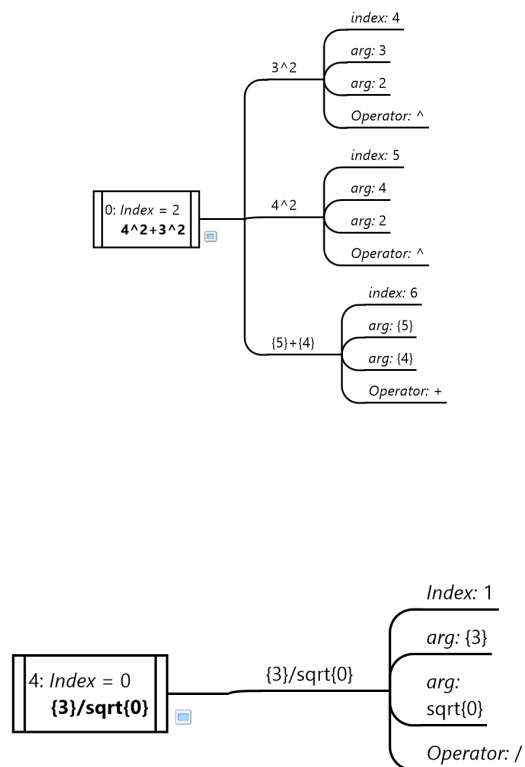 index: 4
arg: 3
3^2
arg: 2
Operator: ^
index: 5
0: Index = 2
4^2+3^2
4^2
arg: 4
arg: 2
Operator: ^
index: 6
arg: {5}
{5}+{4}
arg: {4}
Operator: +
Index: 1
arg: {3}
4: Index = 0
{3}/sqrt{0}
{3}/sqrt{0}
arg:
sqrt{0}
Operator: /